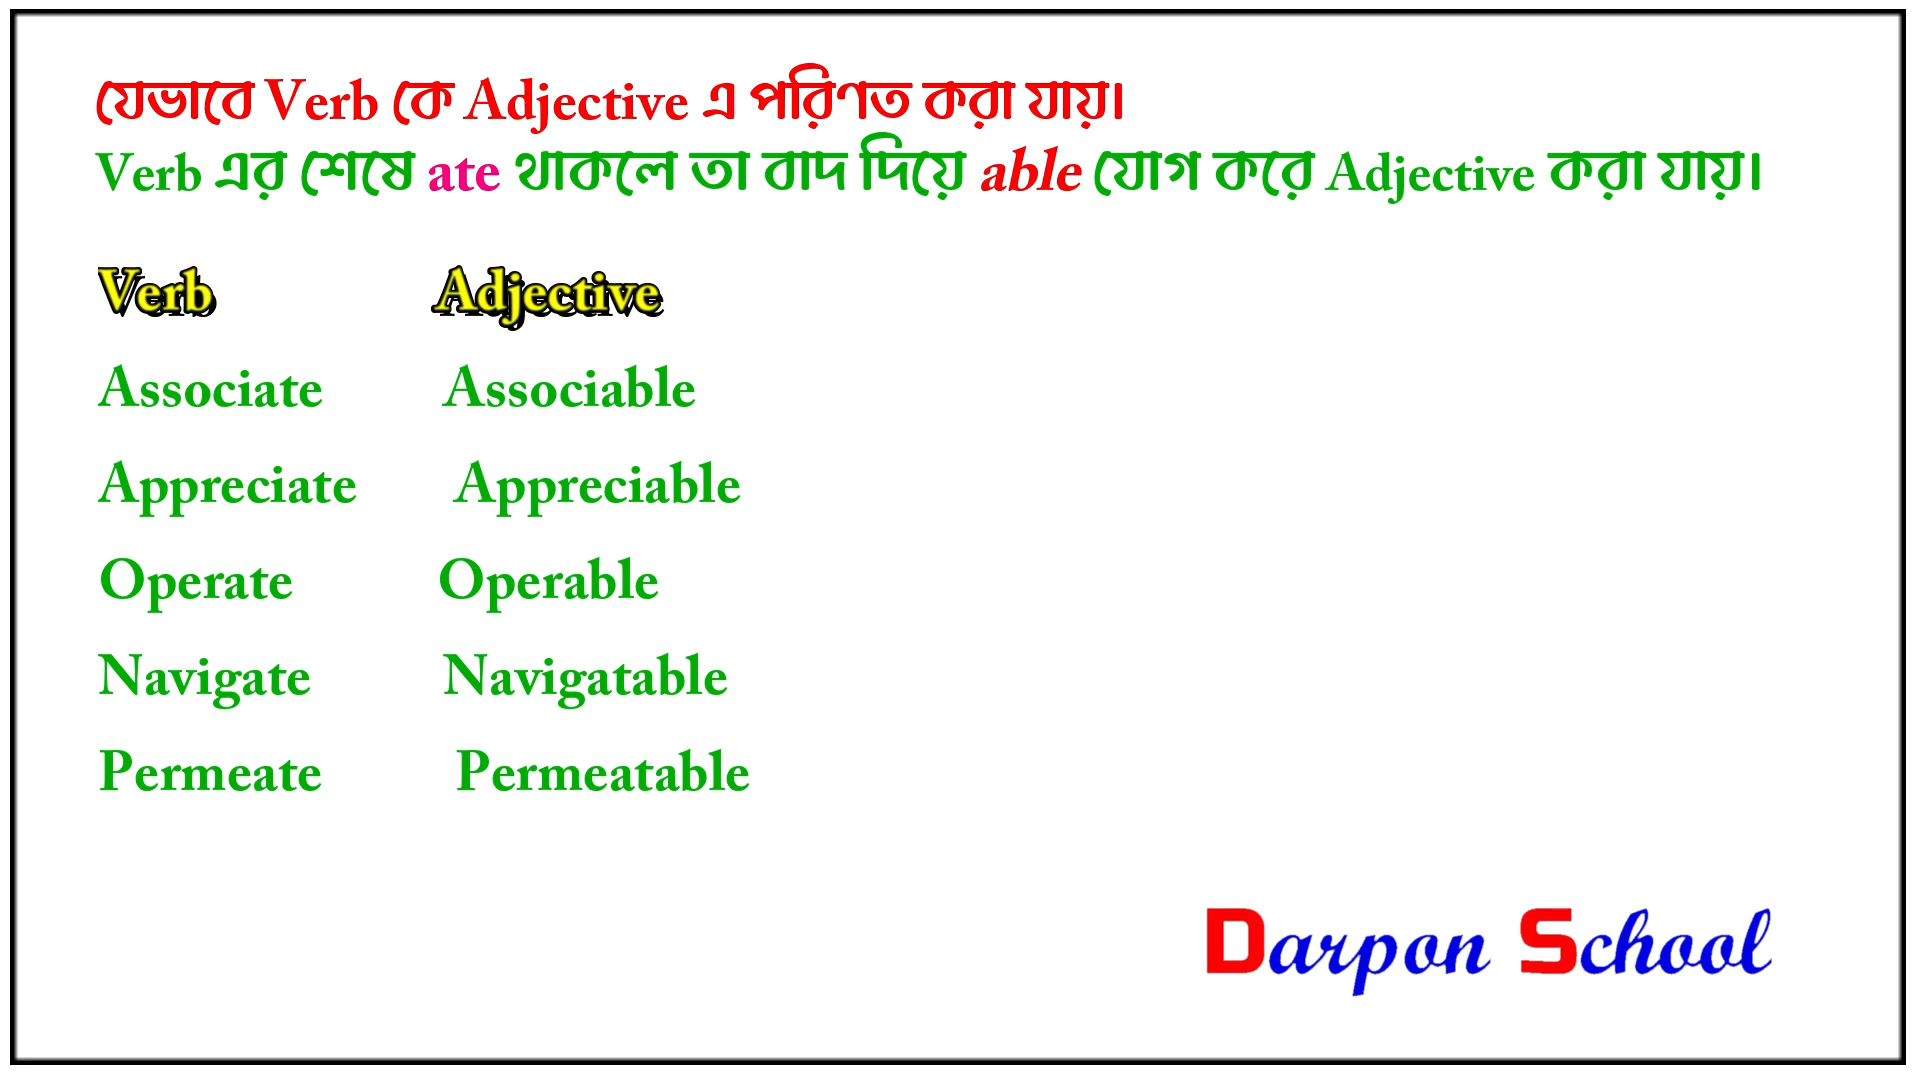 যেভাবে Verb কে Adjective এ পরিণত করা যায়।
Verb এর শেষে ate থাকলে তা বাদ দিয়ে able যোগ করে Adjective করা যায়।
Verb Adjective
Associate Associable
Appreciate Appreciable
Operate Operable
Navigate Navigatable
Permeate Permeatable
Darpon School